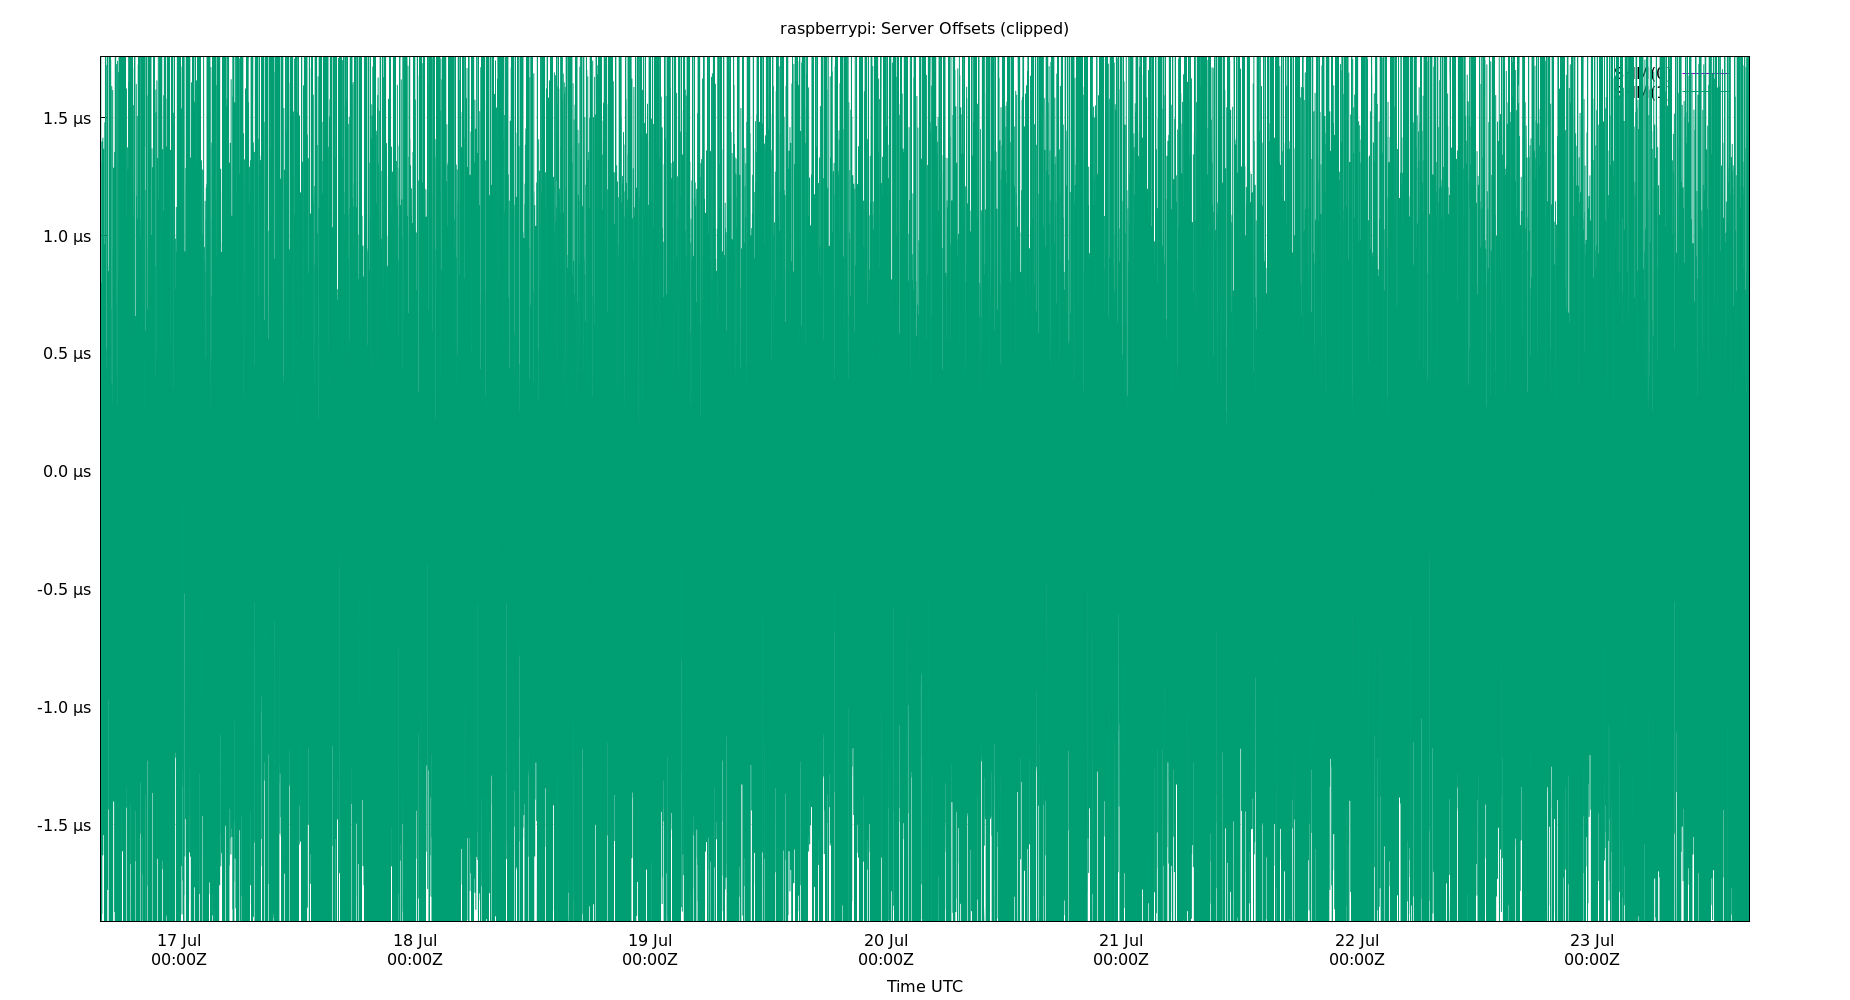 raspberrypi: Server Offsets (clipped)
1.5 µs
1.0 µs
0.5 µs
0.0 µs
-0.5 µs
-1.0 µs
-1.5 µs
17 Jul 18 Jul 19 Jul 20 Jul 21 Jul 22 Jul 23 Jul
00:00Z 00:00Z 00:00Z 00:00Z 00:00Z 00:00Z 00:00Z
Time UTC